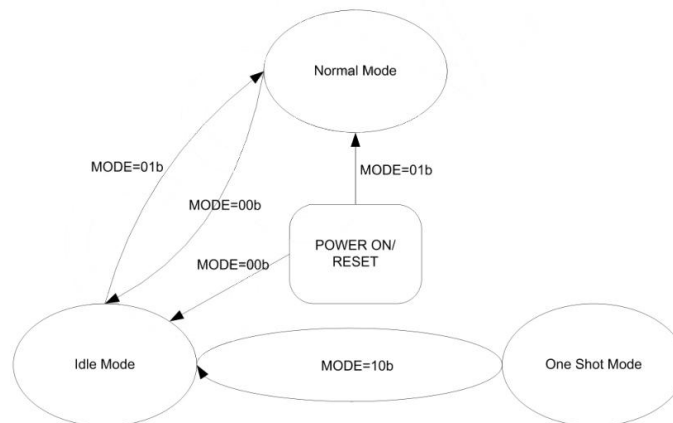 Normal Mode
MODE=01b
MODE=01b
MODE=00b
POWER ON/
RESET
MODE=00b
Idle Mode
MODE=10b
One Shot Mode